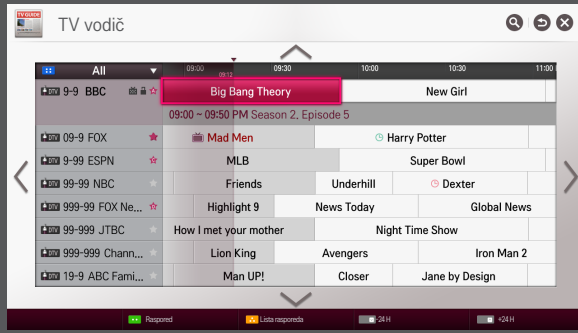 TV GUIDE
TV vodič
All
09:00
09:12
09:30
10:00
10:30
11:00
DTV 9-9 BBC
Big Bang Theory
New Girl
09:00 ~ 09:50 PM Season 2, Episode 5
DTV 09-9 FOX
Mad Men
Harry Potter
DTV 9-99 ESPN
MLB
Super Bowl
DTV 99-99 NBC
Friends
Underhill
Dexter
DTV 999-99 FOX Ne...
Highlight 9
News Today
Global News
DTV 99-999 JTBC
How I met your mother
Night Time Show
DTV 999-999 Chann...
Lion King
Avengers
Iron Man 2
DTV 19-9 ABC Fami...
Man UP!
Closer
Jane by Design
Raspored
Lista rasporeda
-24 H
+24 H